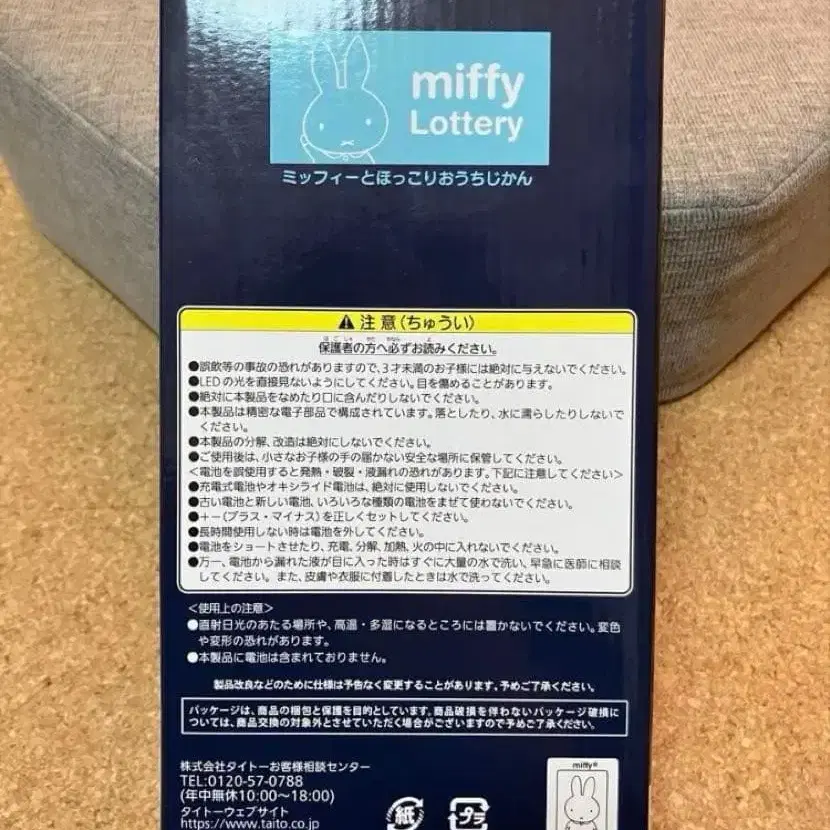 miffy
Lottery
ミッフィーとほっこりおうちじかん
注意(ちゅうい)
保護者の方へ必ずお読みください。
●誤飲等の事故の恐れがありますので、3才未満のお子様には絶対に与えないでください。
●LEDの光を直接見ないようにしてください。目を傷めることがあります。
●絶対に本製品をなめたり口に含んだりしないでください。
●本製品は精密な電子部品で構成されています。落としたり、水に濡らしたりしないで
ください。
●本製品の分解、改造は絶対にしないでください。
●ご使用後は、小さなお子様の手の届かない安全な場所に保管してください。
<電池を誤使用すると発熱・破裂・液漏れの恐れがあります。下記に注意してください>
●充電式電池やオキシライド電池は、絶対に使用しないでください。
●古い電池と新しい電池、いろいろな種類の電池をまぜて使わないでください。
●+-(プラス・マイナス)を正しくセットしてください。
●長時間使用しない時は電池を外してください。
●電池をショートさせたり、充電、分解、加熱、火の中に入れないでください。
●万一、電池から漏れた液が目に入った時はすぐに大量の水で洗い、早急に医師に相談
してください。また、皮膚や衣服に付着したときは水で洗ってください。
<使用上の注意>
●直射日光のあたる場所や、高温・多湿になるところには置かないでください。変色
や変形の恐れがあります。
●本製品に電池は含まれておりません。
製品改良などのために仕様は予告なく変更することがあります。予めご了承ください。
パッケージは、商品の梱包と保護を目的としています。商品破損を伴わないパッケージ破損に
ついては、商品交換の対象外とさせていただく場合がございますので予めご了承ください。
株式会社タイトーお客様相談センター
TEL:0120-57-0788
(年中無休10:00〜18:00)
タイトーウェブサイト
https://www.taito.co.jp
紙
プラ
miffy®